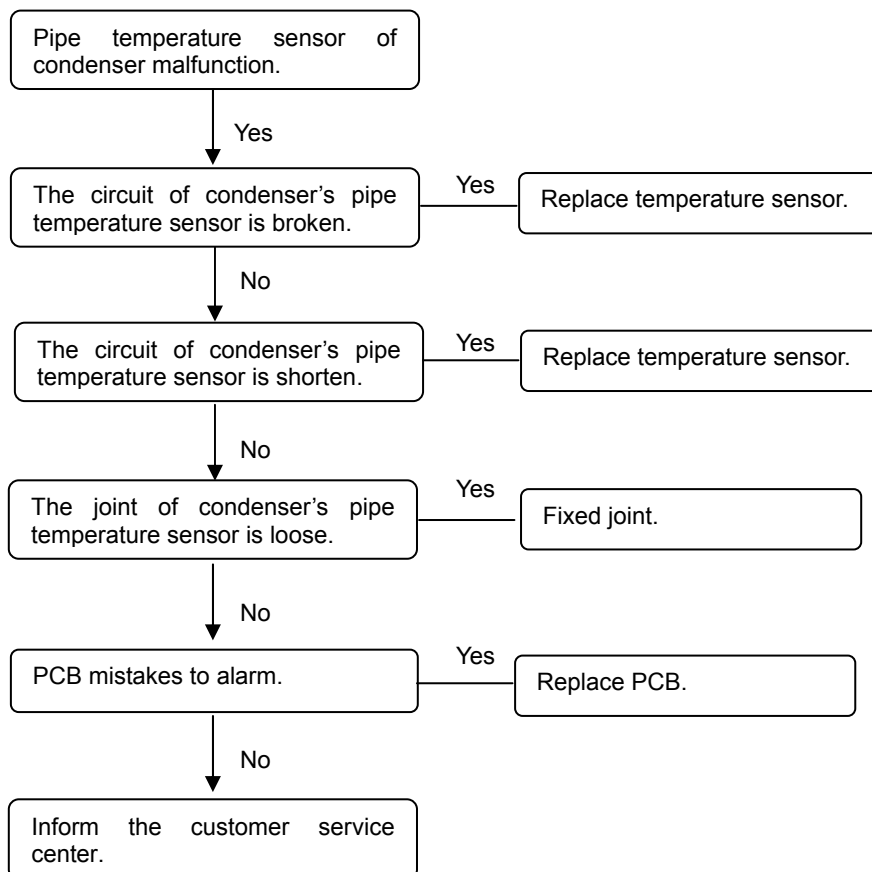 Pipe temperature sensor of
condenser malfunction.
Yes
The circuit of condenser’s pipe
temperature sensor is broken.
Yes
Replace temperature sensor.
No
The circuit of condenser’s pipe
temperature sensor is shorten.
Yes
Replace temperature sensor.
No
The joint of condenser’s pipe
temperature sensor is loose.
Yes
Fixed joint.
No
PCB mistakes to alarm.
Yes
Replace PCB.
No
Inform the customer service
center.